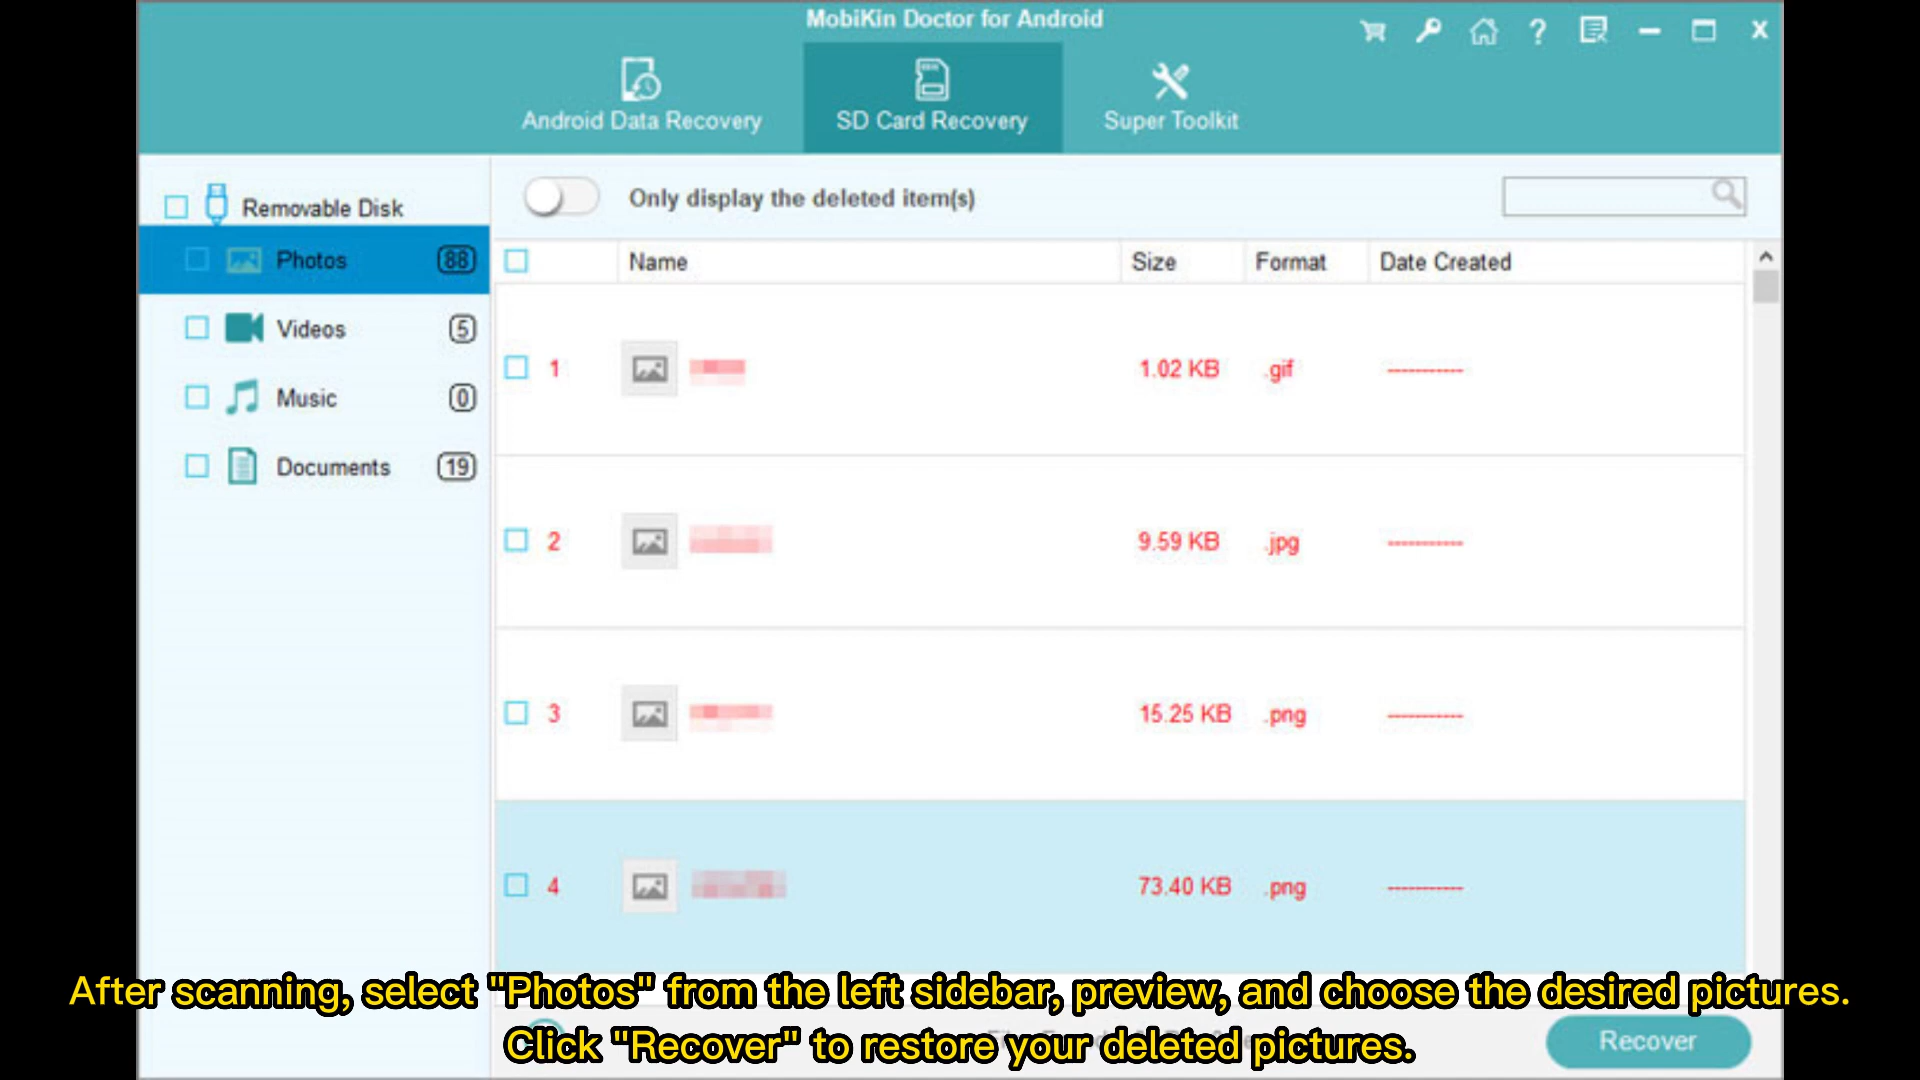 MobiKin Doctor for Android
Android Data Recovery
SD Card Recovery
Super Toolkit
Removable Disk
Photos 88
Videos 5
Music 0
Documents 19
Only display the deleted item(s)
Name Size Format Date Created
1 1.02 KB .gif -----------
2 9.59 KB .jpg -----------
3 15.25 KB .png -----------
4 73.40 KB .png -----------
After scanning, select "Photos" from the left sidebar, preview, and choose the desired pictures.
Click "Recover" to restore your deleted pictures.
Recover